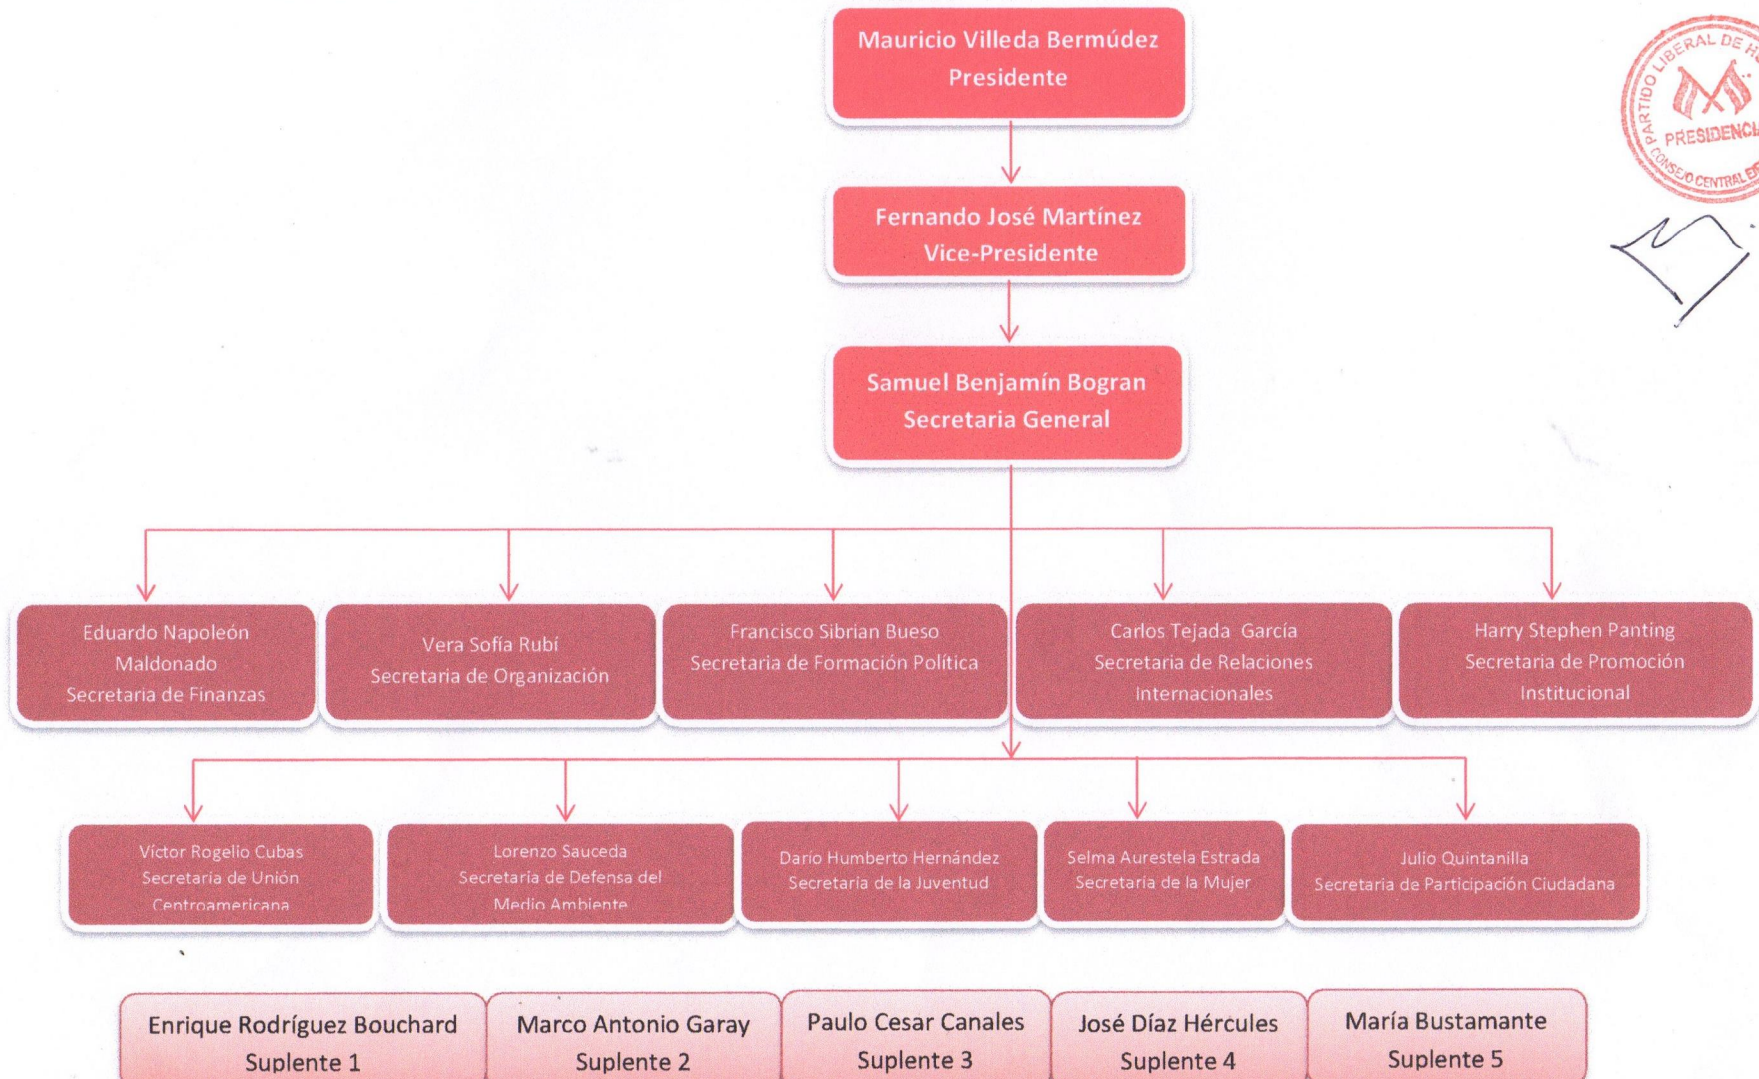 Mauricio Villeda Bermúdez
Presidente
PARTIDO LIBERAL DE
PRESIDENCIA
CONSEJO CENTRAL
Fernando José Martínez
Vice-Presidente
Samuel Benjamín Bogran
Secretaria General
Eduardo Napoleón
Maldonado
Secretaria de Finanzas
Vera Sofía Rubí
Secretaria de Organización
Francisco Sibrian Bueso
Secretaria de Formación Política
Carlos Tejada García
Secretaria de Relaciones
Internacionales
Harry Stephen Panting
Secretaria de Promoción
Institucional
Víctor Rogelio Cubas
Secretaría de Unión
Centroamericana
Lorenzo Sauceda
Secretaría de Defensa del
Medio Ambiente
Darío Humberto Hernández
Secretaría de la Juventud
Selma Aurestela Estrada
Secretaría de la Mujer
Julio Quintanilla
Secretaria de Participación Ciudadana
Enrique Rodríguez Bouchard
Suplente 1
Marco Antonio Garay
Suplente 2
Paulo Cesar Canales
Suplente 3
José Díaz Hércules
Suplente 4
María Bustamante
Suplente 5